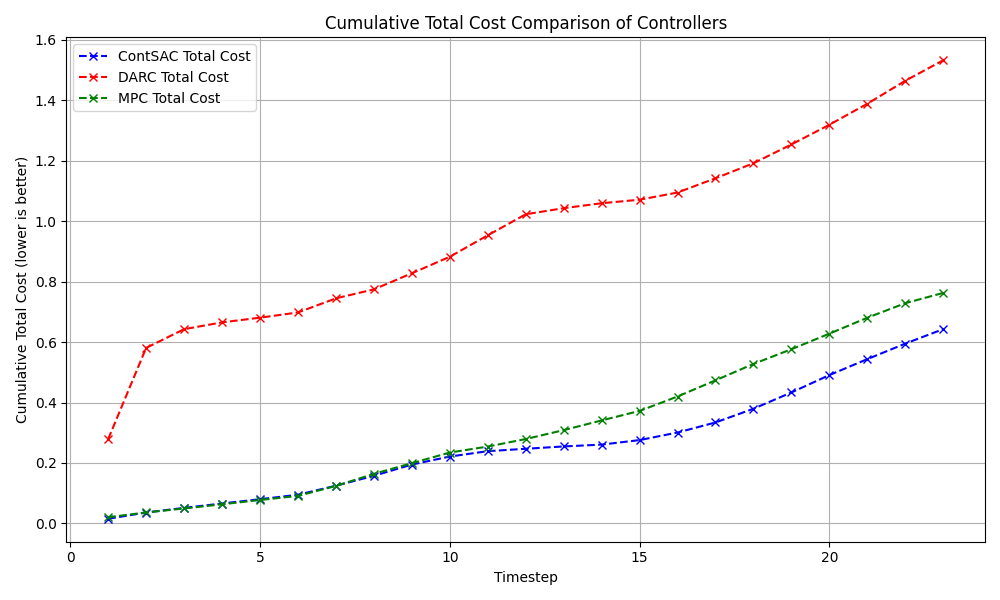 Cumulative Total Cost Comparison of Controllers
ContSAC Total Cost
DARC Total Cost
MPC Total Cost
Cumulative Total Cost (lower is better)
1.6
1.4
1.2
1.0
0.8
0.6
0.4
0.2
0.0
0
5
10
15
20
Timestep